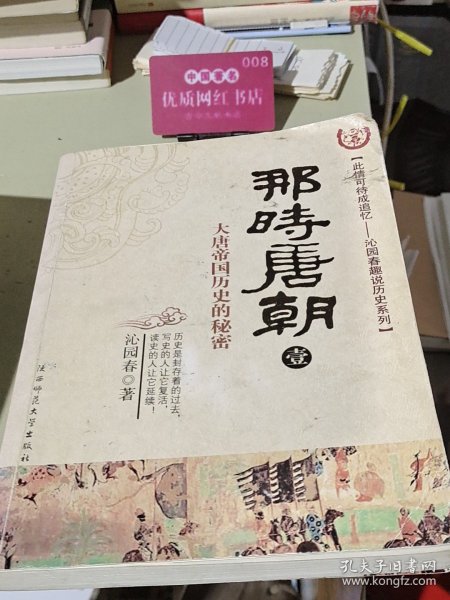 008
中国著名
优质网红书店
【此情可待成追忆——沁园春趣说历史系列】
那時唐朝
壹
大唐帝国历史的秘密
历史是封存着的过去，
写史的人让它复活，
读史的人让它延续！
沁园春◎著
陕西师范大学出版社
孔夫子旧书网
www.kongfz.com